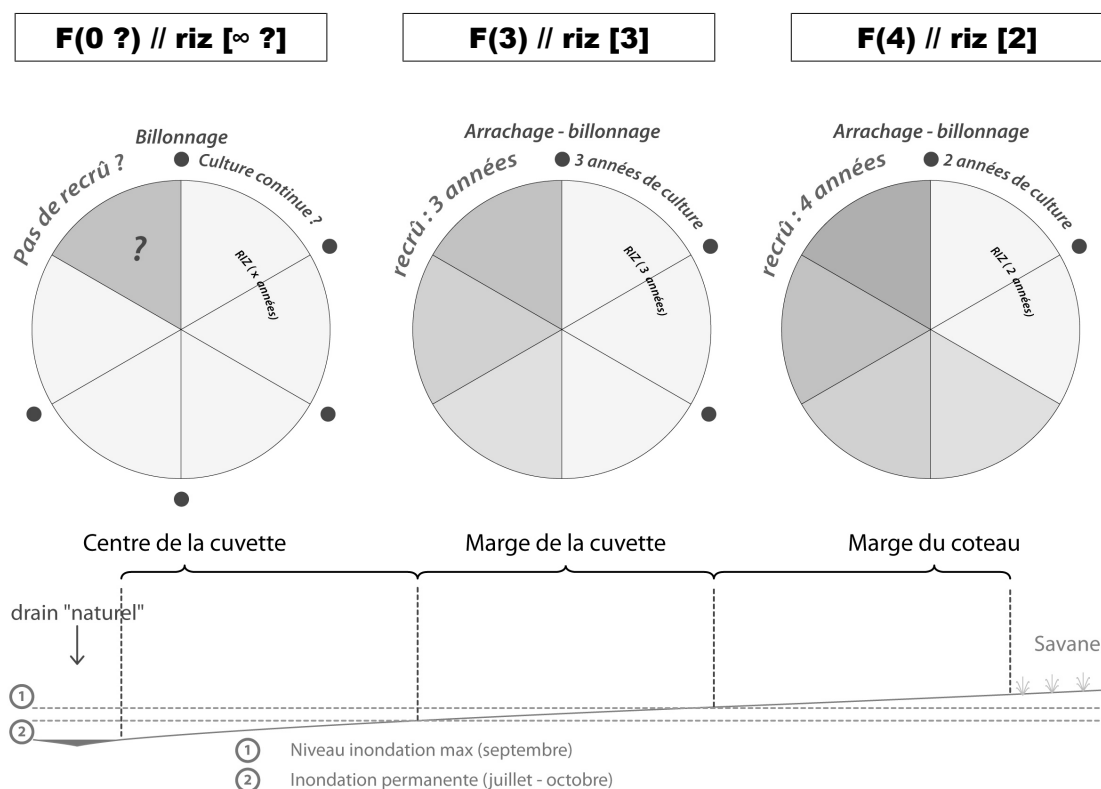 F(0 ?) // riz [∞ ?]
F(3) // riz [3]
F(4) // riz [2]
Billonnage
Pas de recrû ?
Culture continue ?
?
RIZ ( x années)
Arrachage - billonnage
recrû : 3 années
3 années de culture
RIZ ( 3 années)
Arrachage - billonnage
recrû : 4 années
2 années de culture
RIZ ( 2 années)
Centre de la cuvette
Marge de la cuvette
Marge du coteau
drain "naturel"
Savane
1
2
1 Niveau inondation max (septembre)
2 Inondation permanente (juillet - octobre)